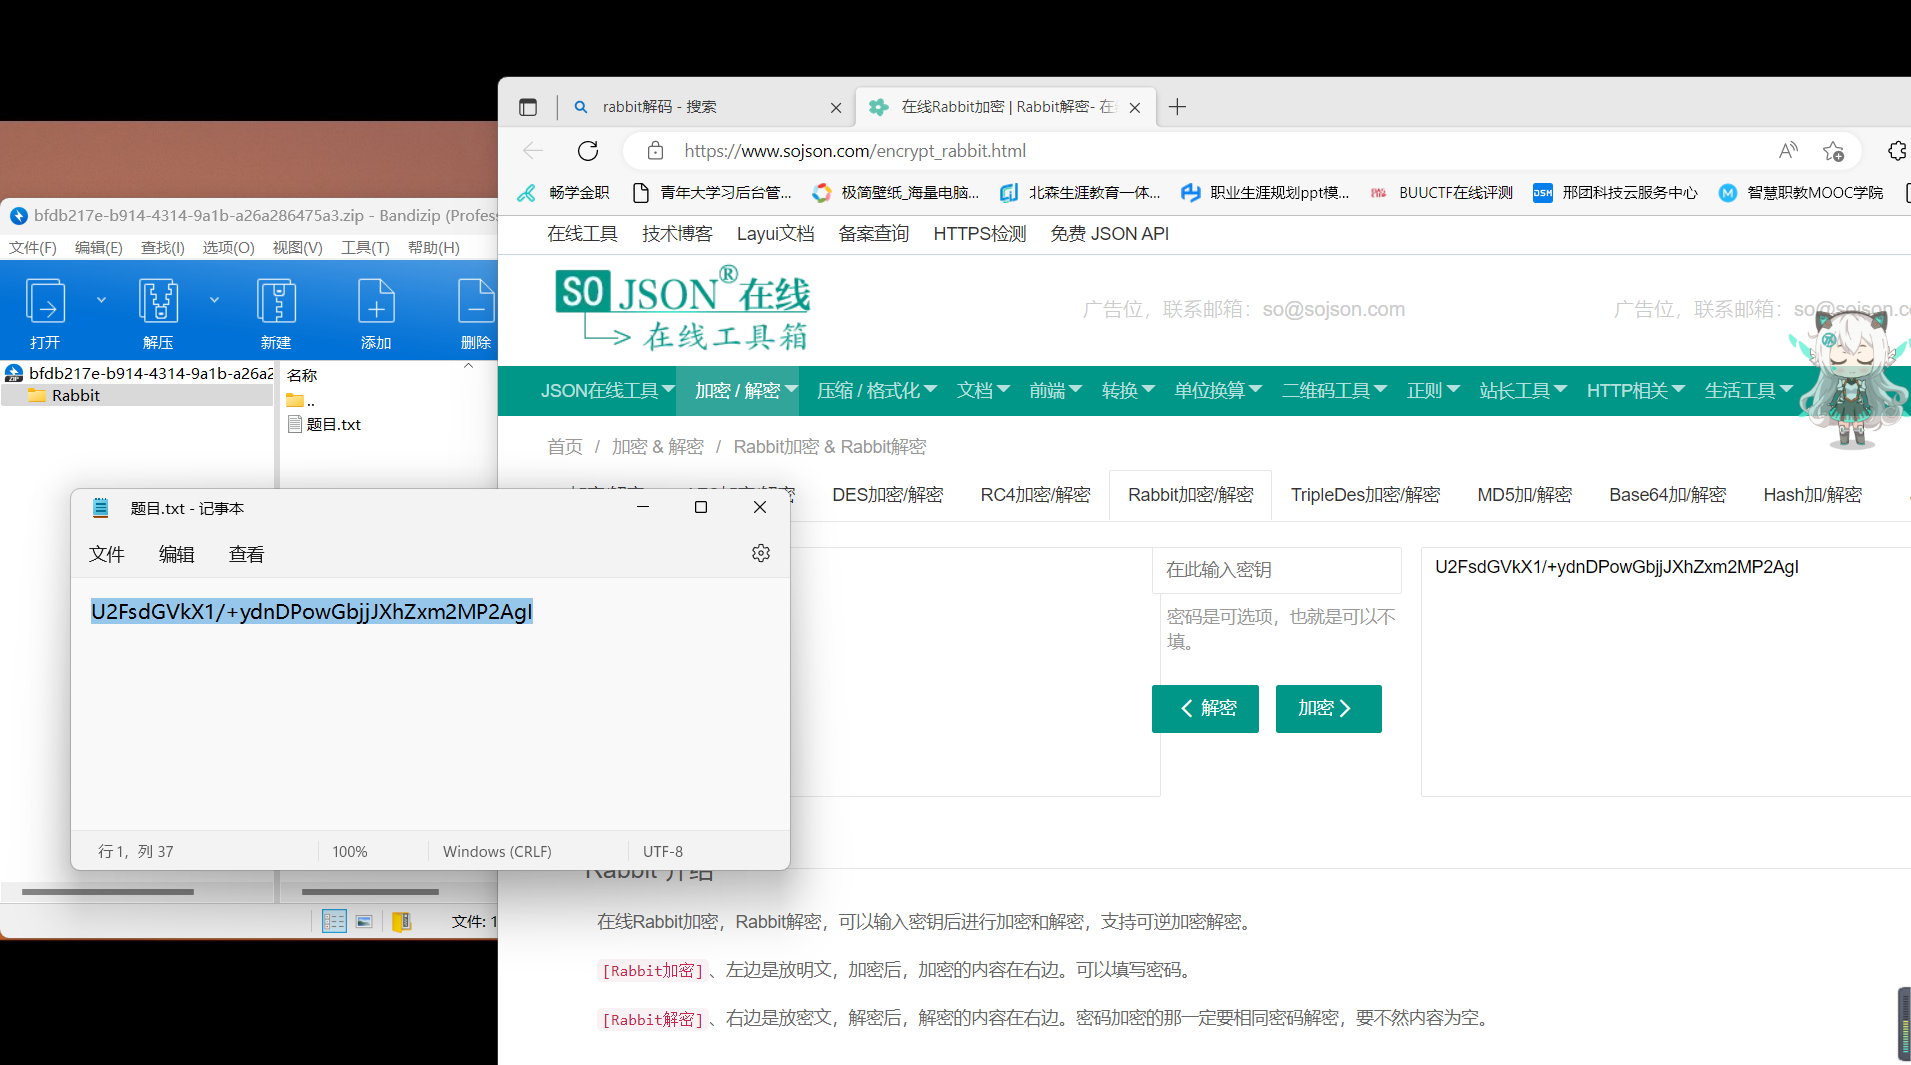 rabbit解码 - 搜索
在线Rabbit加密 | Rabbit解密- 在
https://www.sojson.com/encrypt_rabbit.html
畅学金职
青年大学习后台管...
极简壁纸_海量电脑...
北森生涯教育一体...
职业生涯规划ppt模...
BUUCTF在线评测
邢团科技云服务中心
智慧职教MOOC学院
bfdb217e-b914-4314-9a1b-a26a286475a3.zip - Bandizip (Profess
文件(F) 编辑(E) 查找(I) 选项(O) 视图(V) 工具(T) 帮助(H)
打开
解压
新建
添加
删除
bfdb217e-b914-4314-9a1b-a26a2
Rabbit
名称
..
题目.txt
在线工具 技术博客 Layui文档 备案查询 HTTPS检测 免费 JSON API
SO JSON®在线
在线工具箱
广告位，联系邮箱：so@sojson.com
广告位，联系邮箱：so@sojson.c
JSON在线工具 加密 / 解密 压缩 / 格式化 文档 前端 转换 单位换算 二维码工具 正则 站长工具 HTTP相关 生活工具
首页 / 加密 & 解密 / Rabbit加密 & Rabbit解密
DES加密/解密 RC4加密/解密 Rabbit加密/解密 TripleDes加密/解密 MD5加/解密 Base64加/解密 Hash加/解密
题目.txt - 记事本
文件 编辑 查看
U2FsdGVkX1/+ydnDPowGbjjJXhZxm2MP2AgI
行 1，列 37
100%
Windows (CRLF)
UTF-8
在此输入密钥
密码是可选项，也就是可以不
填。
解密
加密
U2FsdGVkX1/+ydnDPowGbjjJXhZxm2MP2AgI
Rabbit 介绍
在线Rabbit加密，Rabbit解密，可以输入密钥后进行加密和解密，支持可逆加密解密。
[Rabbit加密]、左边是放明文，加密后，加密的内容在右边。可以填写密码。
[Rabbit解密]、右边是放密文，解密后，解密的内容在右边。密码加密的那一定要相同密码解密，要不然内容为空。
文件: 1